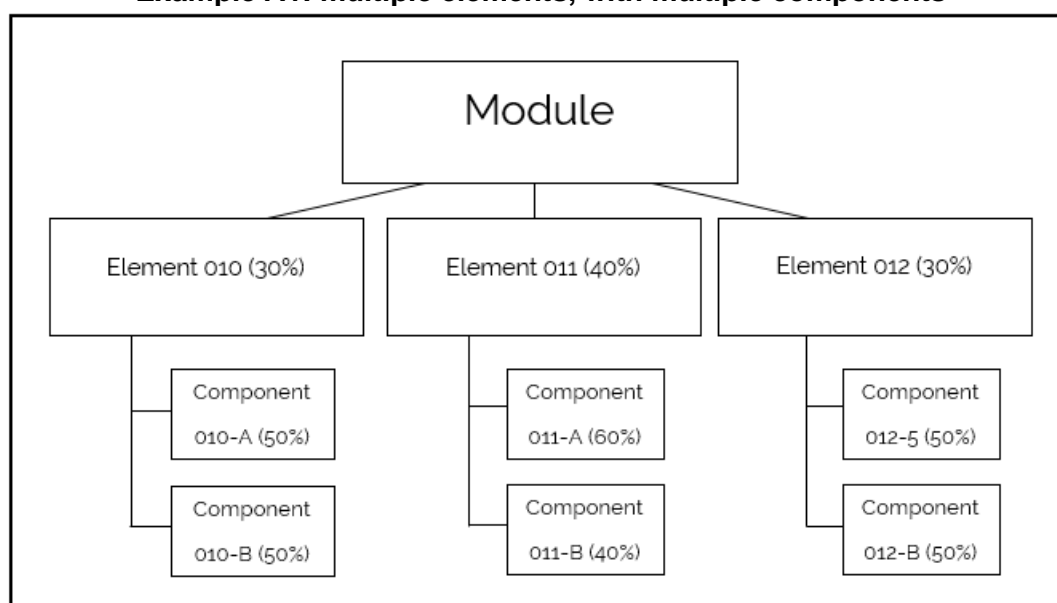 Module
Element 010 (30%)
Element 011 (40%)
Element 012 (30%)
Component
010-A (50%)
Component
011-A (60%)
Component
012-5 (50%)
Component
010-B (50%)
Component
011-B (40%)
Component
012-B (50%)